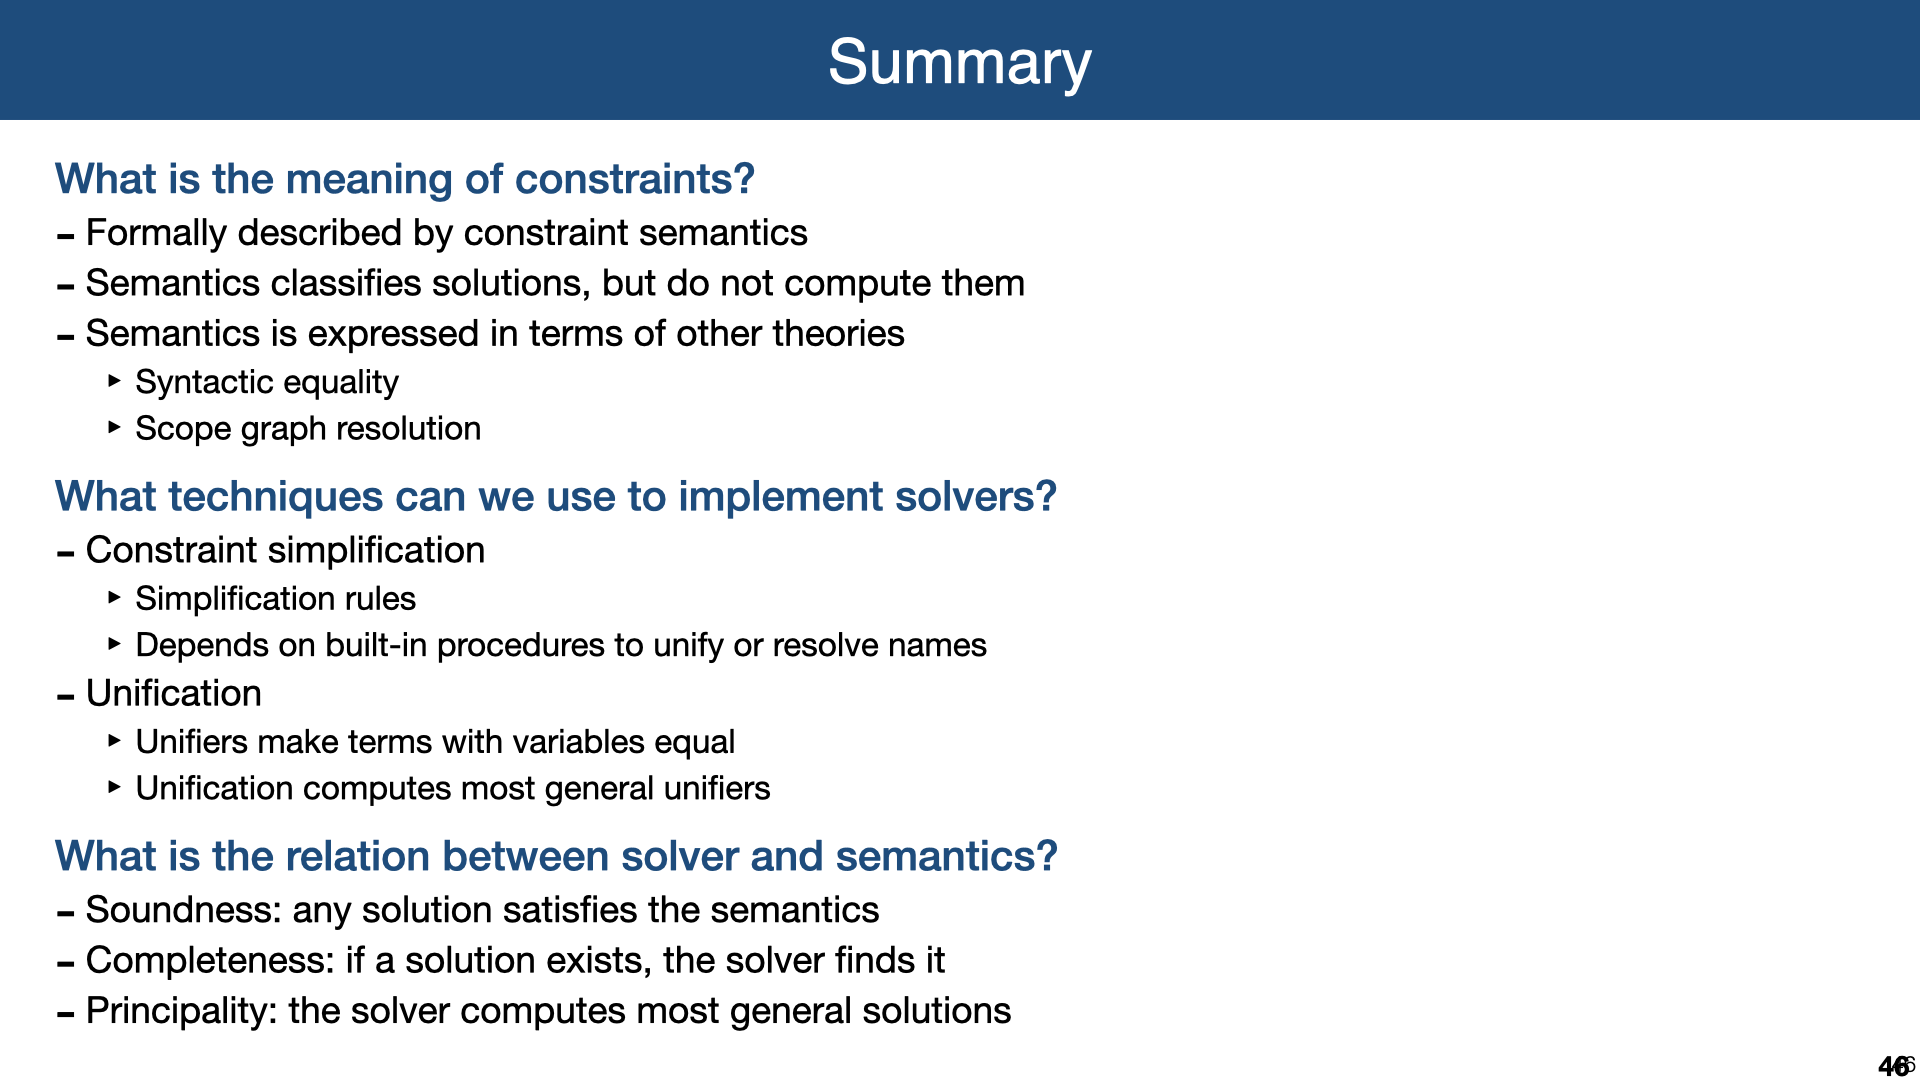 Summary
What is the meaning of constraints?
- Formally described by constraint semantics
- Semantics classifies solutions, but do not compute them
- Semantics is expressed in terms of other theories
‣ Syntactic equality
‣ Scope graph resolution
What techniques can we use to implement solvers?
- Constraint simplification
‣ Simplification rules
‣ Depends on built-in procedures to unify or resolve names
- Unification
‣ Unifiers make terms with variables equal
‣ Unification computes most general unifiers
What is the relation between solver and semantics?
- Soundness: any solution satisfies the semantics
- Completeness: if a solution exists, the solver finds it
- Principality: the solver computes most general solutions
46